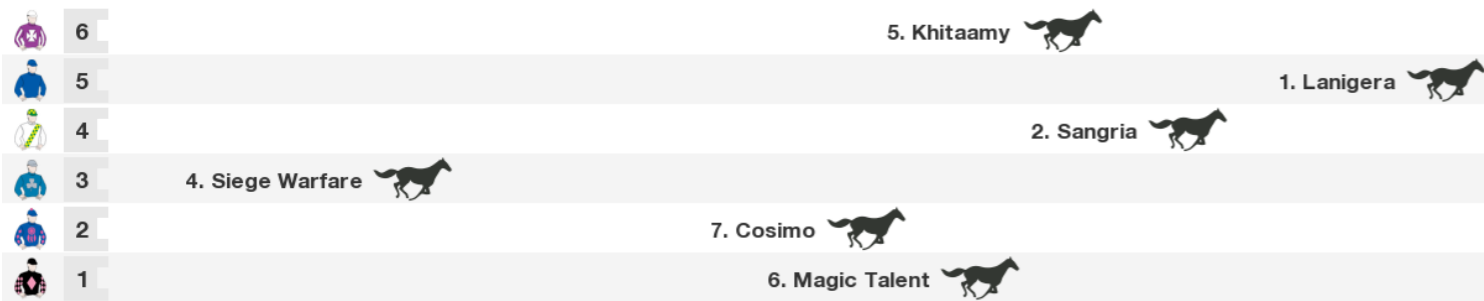 6 5. Khitaamy
5 1. Lanigera
4 2. Sangria
3 4. Siege Warfare
2 7. Cosimo
1 6. Magic Talent